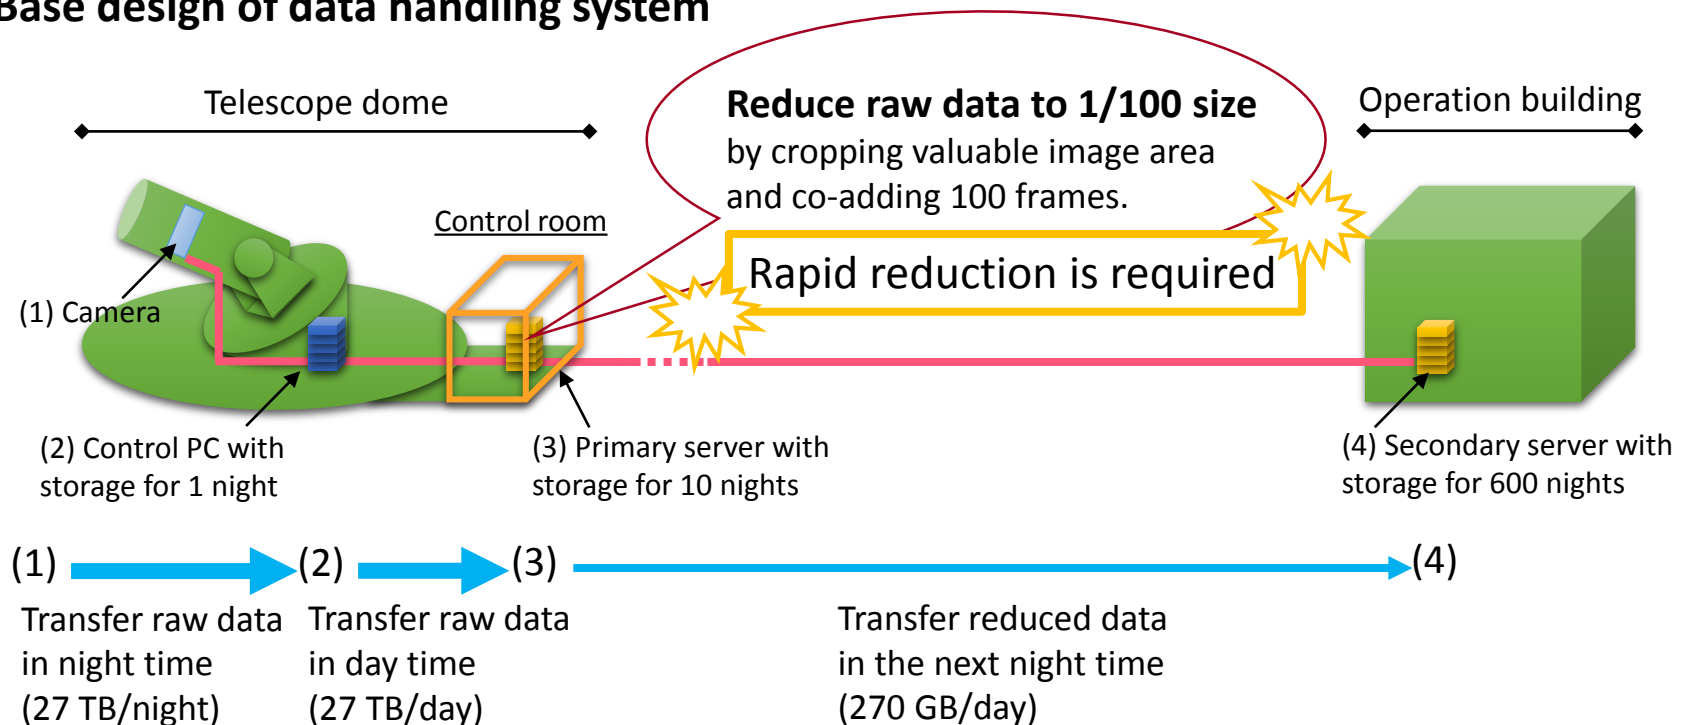 Base design of data handling system
Telescope dome
Reduce raw data to 1/100 size
by cropping valuable image area
and co-adding 100 frames.
Operation building
Control room
Rapid reduction is required
(1) Camera
(2) Control PC with
storage for 1 night
(3) Primary server with
storage for 10 nights
(4) Secondary server with
storage for 600 nights
(1)
(2)
(3)
(4)
Transfer raw data
in night time
(27 TB/night)
Transfer raw data
in day time
(27 TB/day)
Transfer reduced data
in the next night time
(270 GB/day)